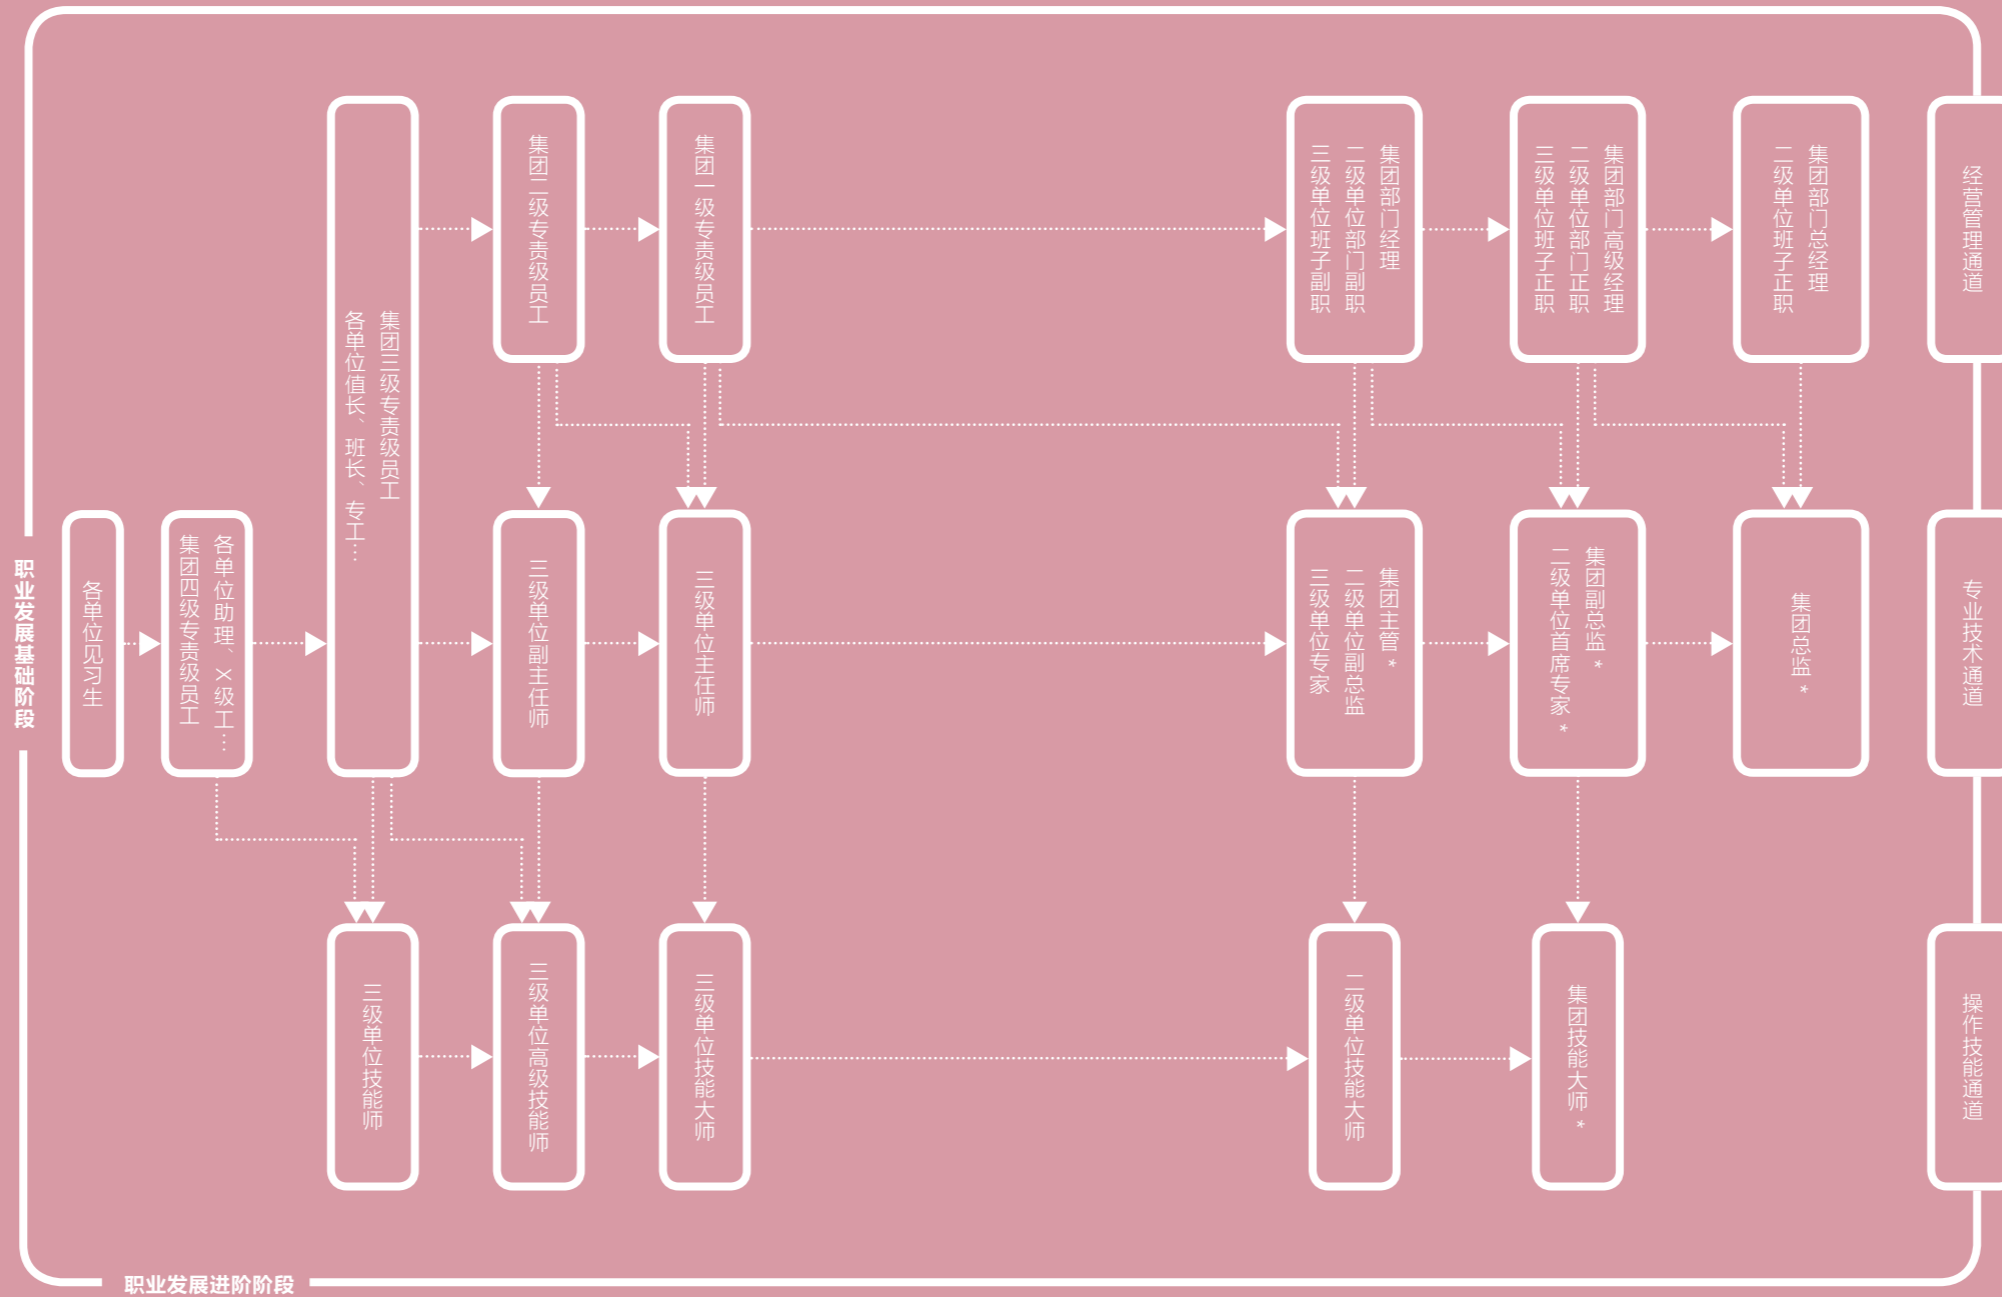 集团二级专责级员工
集团一级专责级员工
集团部门经理
二级单位部门副职
三级单位班子副职
集团部门高级经理
二级单位部门正职
三级单位班子正职
集团部门总经理
二级单位班子正职
经营管理通道
集团三级专责级员工
各单位值长、班长、专工…
职业发展基础阶段
各单位见习生
各单位助理、X级工…
集团四级专责级员工
三级单位副主任师
三级单位主任师
集团主管*
二级单位副总监
三级单位专家
集团副总监*
二级单位首席专家*
集团总监*
专业技术通道
三级单位技能师
三级单位高级技能师
三级单位技能大师
二级单位技能大师
集团技能大师*
操作技能通道
职业发展进阶阶段